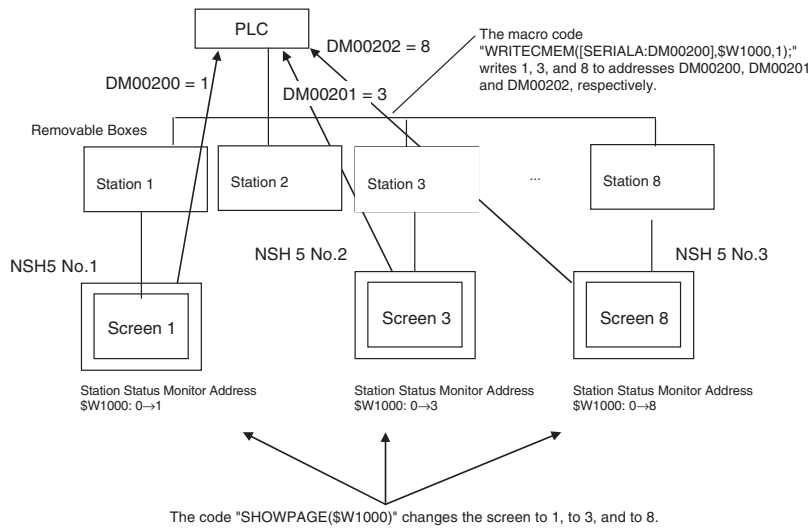 PLC
DM00202 = 8
The macro code
"WRITECMEM([SERIALA:DM00200],$W1000,1);"
writes 1, 3, and 8 to addresses DM00200, DM00201
and DM00202, respectively.
DM00200 = 1
DM00201 = 3
Removable Boxes
Station 1
Station 2
Station 3
...
Station 8
NSH5 No.1
NSH 5 No.2
NSH 5 No.3
Screen 1
Screen 3
Screen 8
Station Status Monitor Address
$W1000: 0→1
Station Status Monitor Address
$W1000: 0→3
Station Status Monitor Address
$W1000: 0→8
The code "SHOWPAGE($W1000)" changes the screen to 1, to 3, and to 8.